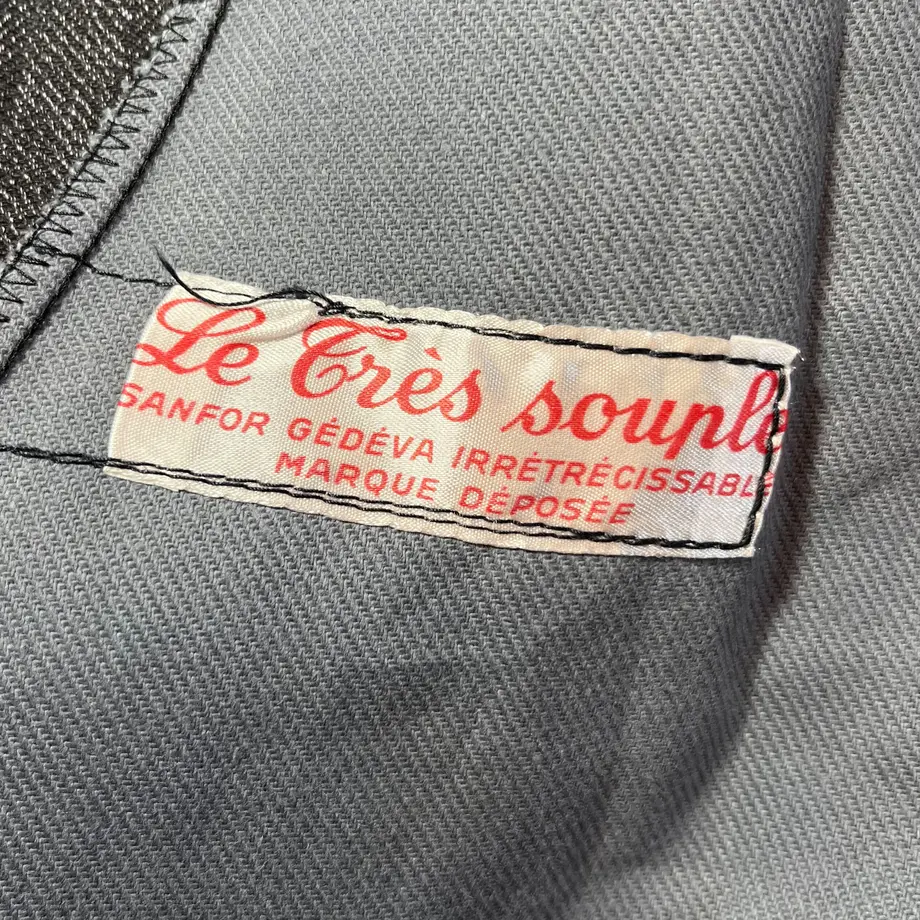 Le Très souple
SANFOR GÉDÉVA IRRÉTRÉCISSABLE
MARQUE DÉPOSÉE